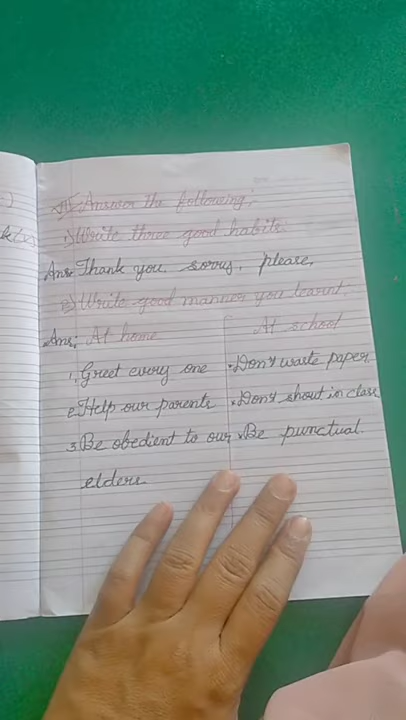 III Answer the following:
1) Write three good habits.
Ans: Thank you, sorry, please,
2) Write good manner you learnt:
Ans: At home At school
1. Greet every one • Don't waste paper
2. Help our parents • Don't shout in class
3. Be obedient to our • Be punctual.
elders